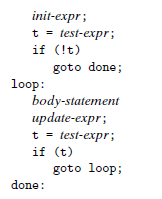 init-expr;
t = test-expr;
if (!t)
goto done;
loop:
body-statement
update-expr;
t = test-expr;
if (t)
goto loop;
done: